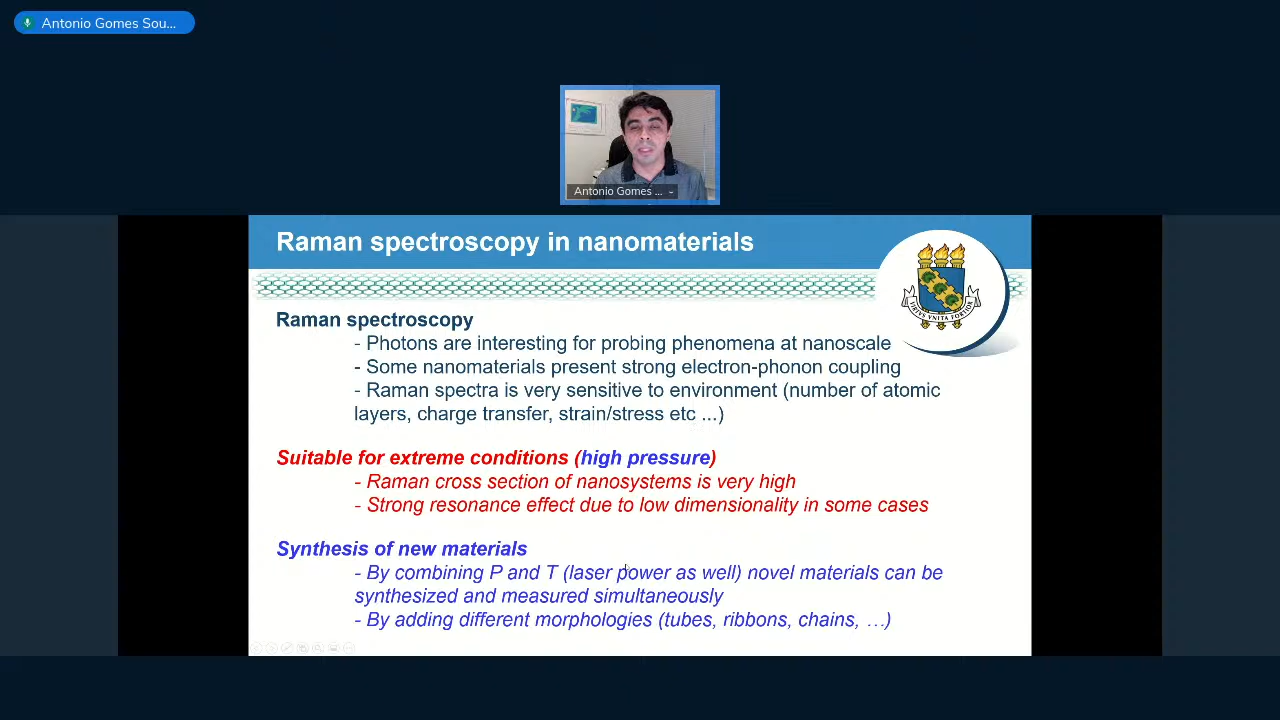 Antonio Gomes Sou...
Antonio Gomes ...
Raman spectroscopy in nanomaterials
VIRTVS VNITA FORTIOR
Raman spectroscopy
- Photons are interesting for probing phenomena at nanoscale
- Some nanomaterials present strong electron-phonon coupling
- Raman spectra is very sensitive to environment (number of atomic
layers, charge transfer, strain/stress etc ...)
Suitable for extreme conditions (high pressure)
- Raman cross section of nanosystems is very high
- Strong resonance effect due to low dimensionality in some cases
Synthesis of new materials
- By combining P and T (laser power as well) novel materials can be
synthesized and measured simultaneously
- By adding different morphologies (tubes, ribbons, chains, …)